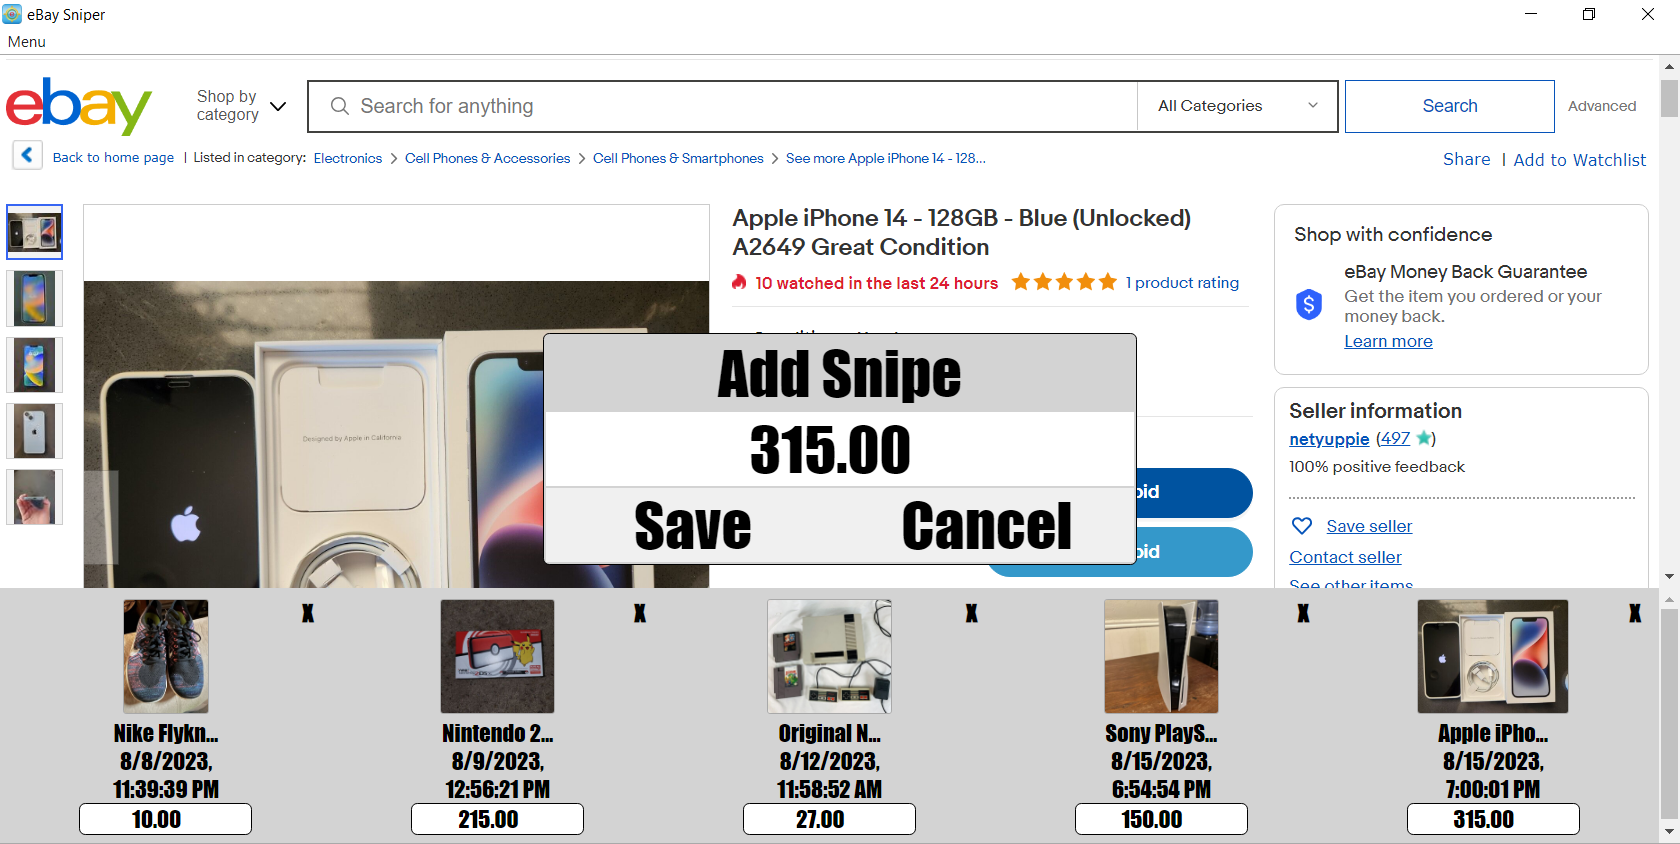 eBay Sniper
Menu
ebay
Shop by category
Search for anything
All Categories
Search
Advanced
Back to home page | Listed in category: Electronics > Cell Phones & Accessories > Cell Phones & Smartphones > See more Apple iPhone 14 - 128...
Share | Add to Watchlist
Apple iPhone 14 - 128GB - Blue (Unlocked)
A2649 Great Condition
10 watched in the last 24 hours
1 product rating
Shop with confidence
eBay Money Back Guarantee
Get the item you ordered or your
money back.
Learn more
Designed by Apple in California
Add Snipe
315.00
Save
Cancel
bid
bid
Seller information
netyuppie (497)
100% positive feedback
Save seller
Contact seller
See other items
X
Nike Flykn...
8/8/2023,
11:39:39 PM
10.00
X
Nintendo 2...
8/9/2023,
12:56:21 PM
215.00
X
Original N...
8/12/2023,
11:58:52 AM
27.00
X
Sony PlayS...
8/15/2023,
6:54:54 PM
150.00
X
Apple iPho...
8/15/2023,
7:00:01 PM
315.00